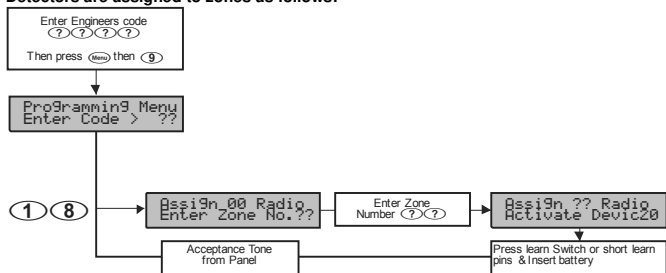 Detectors are assigned to zones as follows:
Enter Engineers code
? ? ? ?
Then press Menu then 9
Programming Menu
Enter Code > ??
1 8
Assign 00 Radio
Enter Zone No.??
Enter Zone
Number ? ?
Assign ?? Radio
Activate Devic20
Acceptance Tone
from Panel
Press learn Switch or short learn
pins & Insert battery